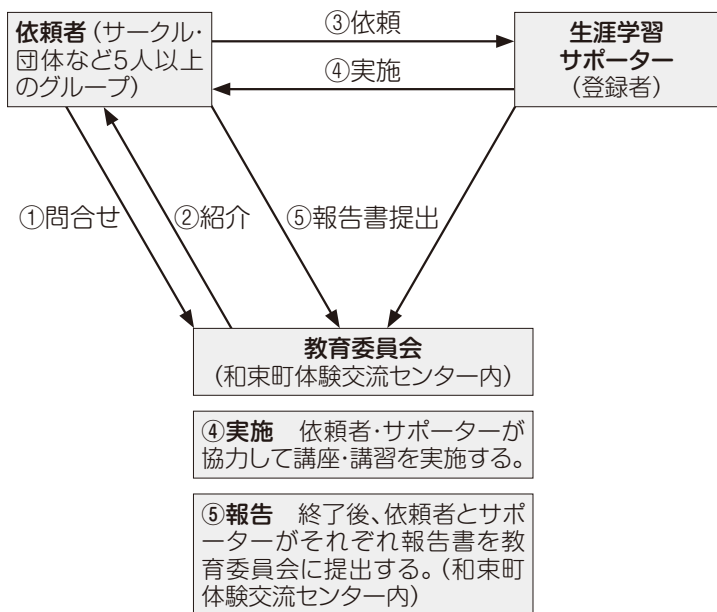 依頼者(サークル・
団体など5人以上
のグループ)
③依頼
④実施
生涯学習
サポーター
(登録者)
①問合せ
②紹介
⑤報告書提出
教育委員会
(和束町体験交流センター内)
④実施 依頼者・サポーターが
協力して講座・講習を実施する。
⑤報告 終了後、依頼者とサポ
ーターがそれぞれ報告書を教
育委員会に提出する。(和束町
体験交流センター内)